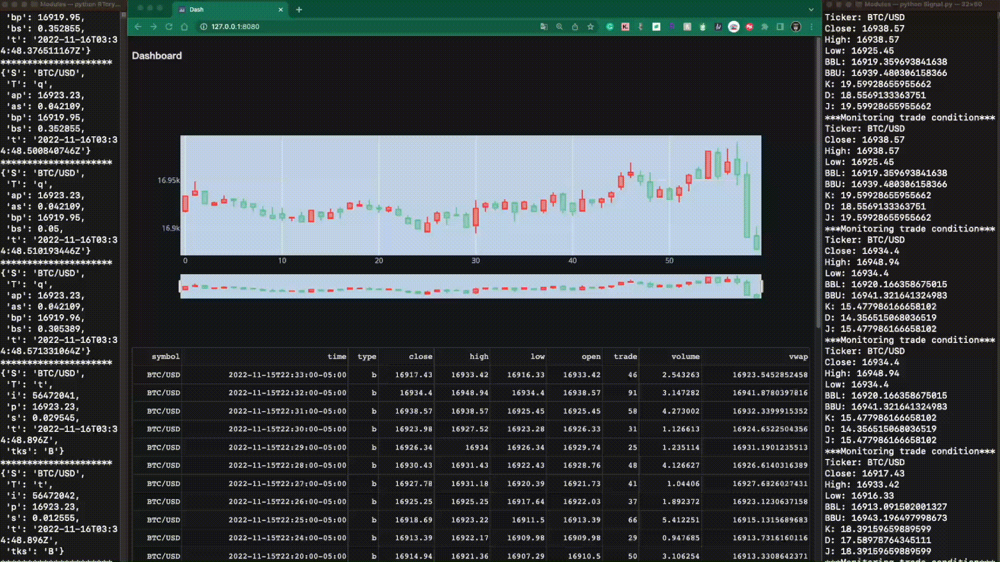 Modules — python RTcry...
'bp': 16919.95,
'bs': 0.352855,
't': '2022-11-16T03:3
4:48.376511167Z'}
*********************
{'S': 'BTC/USD',
'T': 'q',
'ap': 16923.23,
'as': 0.042109,
'bp': 16919.95,
'bs': 0.352855,
't': '2022-11-16T03:3
4:48.500840746Z'}
*********************
{'S': 'BTC/USD',
'T': 'q',
'ap': 16923.23,
'as': 0.042109,
'bp': 16919.95,
'bs': 0.05,
't': '2022-11-16T03:3
4:48.510193446Z'}
*********************
{'S': 'BTC/USD',
'T': 'q',
'ap': 16923.23,
'as': 0.042109,
'bp': 16919.96,
'bs': 0.305389,
't': '2022-11-16T03:3
4:48.571331064Z'}
*********************
{'S': 'BTC/USD',
'T': 't',
'i': 56472041,
'p': 16923.23,
's': 0.029545,
't': '2022-11-16T03:3
4:48.896Z',
'tks': 'B'}
*********************
{'S': 'BTC/USD',
'T': 't',
'i': 56472042,
'p': 16923.23,
's': 0.012555,
't': '2022-11-16T03:3
4:48.896Z',
'tks': 'B'}
Dash
127.0.0.1:8080
Dashboard
16.95k
16.9k
0 10 20 30 40 50
symbol time type close high low open trade volume vwap
BTC/USD 2022-11-15T22:33:00-05:00 b 16917.43 16933.42 16916.33 16933.42 46 2.543263 16923.5452852458
BTC/USD 2022-11-15T22:32:00-05:00 b 16934.4 16948.94 16934.4 16938.57 91 3.147282 16941.8780397816
BTC/USD 2022-11-15T22:31:00-05:00 b 16938.57 16938.57 16925.45 16925.45 58 4.273002 16932.3399915352
BTC/USD 2022-11-15T22:30:00-05:00 b 16923.98 16927.52 16923.28 16926.33 31 1.126613 16924.6522504356
BTC/USD 2022-11-15T22:29:00-05:00 b 16926.34 16934 16926.34 16929.74 25 1.235114 16931.1901235513
BTC/USD 2022-11-15T22:28:00-05:00 b 16930.43 16931.43 16922.43 16928.76 48 4.126627 16926.6140316389
BTC/USD 2022-11-15T22:27:00-05:00 b 16927.78 16931.18 16920.39 16921.73 41 1.04406 16927.6826027431
BTC/USD 2022-11-15T22:26:00-05:00 b 16925.25 16925.25 16917.64 16922.03 37 1.892372 16923.1230637158
BTC/USD 2022-11-15T22:25:00-05:00 b 16918.69 16923.22 16911.5 16913.39 66 5.412251 16915.1315689683
BTC/USD 2022-11-15T22:24:00-05:00 b 16913.39 16922.17 16909.98 16909.98 29 0.947685 16913.7316160116
BTC/USD 2022-11-15T22:20:00-05:00 b 16914.94 16921.36 16907.29 16910.5 50 3.106254 16913.3308642371
Modules — python Signal.py — 32×60
Ticker: BTC/USD
Close: 16938.57
High: 16938.57
Low: 16925.45
BBL: 16919.359693841638
BBU: 16939.480306158366
K: 19.59928655955662
D: 18.5569133363751
J: 19.59928655955662
***Monitoring trade condition***
Ticker: BTC/USD
Close: 16938.57
High: 16938.57
Low: 16925.45
BBL: 16919.359693841638
BBU: 16939.480306158366
K: 19.59928655955662
D: 18.5569133363751
J: 19.59928655955662
***Monitoring trade condition***
Ticker: BTC/USD
Close: 16934.4
High: 16948.94
Low: 16934.4
BBL: 16920.166358675015
BBU: 16941.321641324983
K: 15.477986166658102
D: 14.356515068036519
J: 15.477986166658102
***Monitoring trade condition***
Ticker: BTC/USD
Close: 16934.4
High: 16948.94
Low: 16934.4
BBL: 16920.166358675015
BBU: 16941.321641324983
K: 15.477986166658102
D: 14.356515068036519
J: 15.477986166658102
***Monitoring trade condition***
Ticker: BTC/USD
Close: 16917.43
High: 16933.42
Low: 16916.33
BBL: 16913.091502001327
BBU: 16943.196497998673
K: 18.39159659889599
D: 17.58978764345111
J: 18.39159659889599
***Monitoring trade condition***